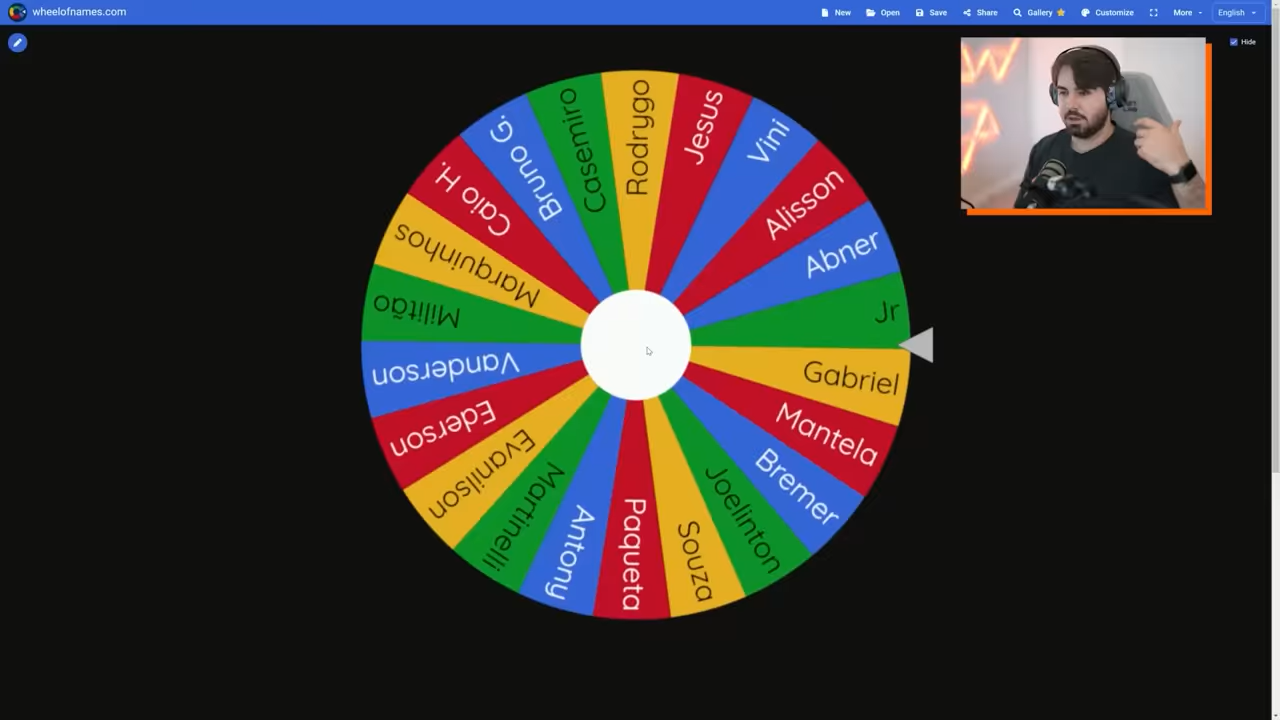 wheelofnames.com
New
Open
Save
Share
Gallery
Customize
More
English
Hide
Rodrygo
Jesus
Vini
Alisson
Abner
Jr
Gabriel
Mantela
Bremer
Joelinton
Souza
Paqueta
Antony
Martinelli
Evanilson
Ederson
Vanderson
Militão
Marquinhos
Caio H.
Bruno G.
Casemiro
W
7